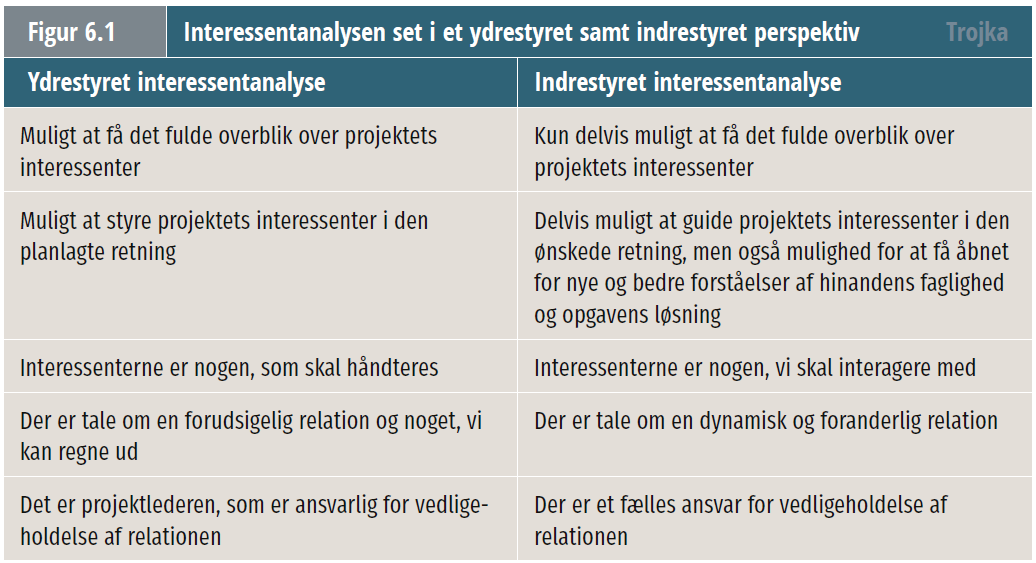 Figur 6.1
Interessentanalysen set i et ydrestyret samt indrestyret perspektiv
Trojka
Ydrestyret interessentanalyse
Indrestyret interessentanalyse
Muligt at få det fulde overblik over projektets
interessenter
Kun delvis muligt at få det fulde overblik over
projektets interessenter
Muligt at styre projektets interessenter i den
planlagte retning
Delvis muligt at guide projektets interessenter i den
ønskede retning, men også mulighed for at få åbnet
for nye og bedre forståelser af hinandens faglighed
og opgavens løsning
Interessenterne er nogen, som skal håndteres
Interessenterne er nogen, vi skal interagere med
Der er tale om en forudsigelig relation og noget, vi
kan regne ud
Der er tale om en dynamisk og foranderlig relation
Det er projektlederen, som er ansvarlig for vedlige-
holdelse af relationen
Der er et fælles ansvar for vedligeholdelse af
relationen